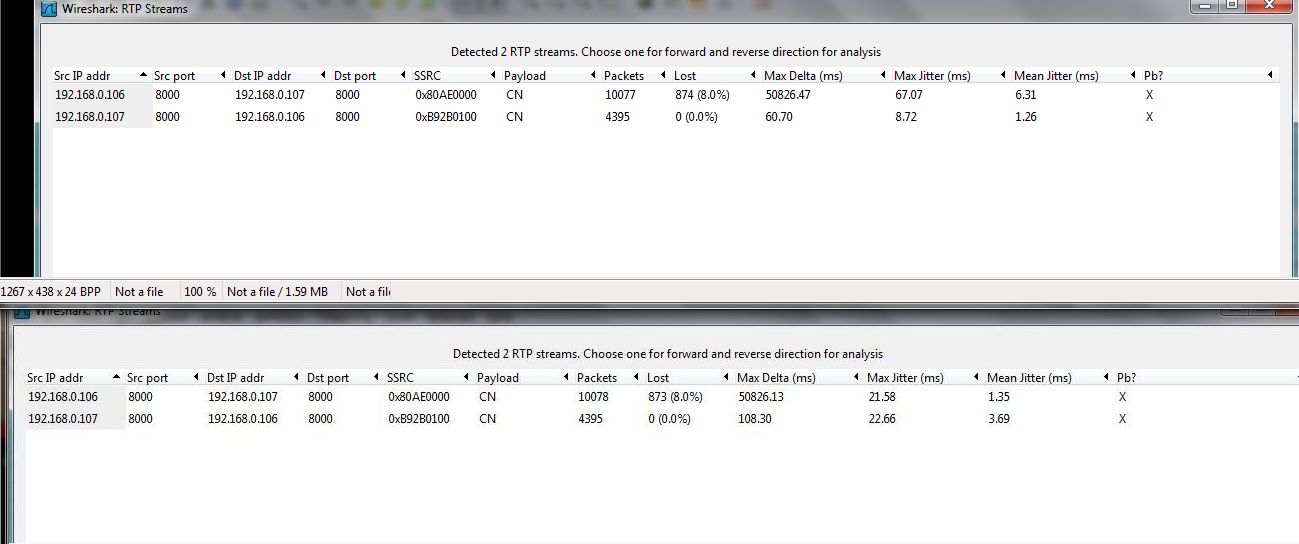 Wireshark: RTP Streams
Detected 2 RTP streams. Choose one for forward and reverse direction for analysis
Src IP addr Src port Dst IP addr Dst port SSRC Payload Packets Lost Max Delta (ms) Max Jitter (ms) Mean Jitter (ms) Pb?
192.168.0.106 8000 192.168.0.107 8000 0x80AE0000 CN 10077 874 (8.0%) 50826.47 67.07 6.31 X
192.168.0.107 8000 192.168.0.106 8000 0xB92B0100 CN 4395 0 (0.0%) 60.70 8.72 1.26 X
1267 x 438 x 24 BPP Not a file 100 % Not a file / 1.59 MB Not a file
Wireshark: RTP Streams
Detected 2 RTP streams. Choose one for forward and reverse direction for analysis
Src IP addr Src port Dst IP addr Dst port SSRC Payload Packets Lost Max Delta (ms) Max Jitter (ms) Mean Jitter (ms) Pb?
192.168.0.106 8000 192.168.0.107 8000 0x80AE0000 CN 10078 873 (8.0%) 50826.13 21.58 1.35 X
192.168.0.107 8000 192.168.0.106 8000 0xB92B0100 CN 4395 0 (0.0%) 108.30 22.66 3.69 X